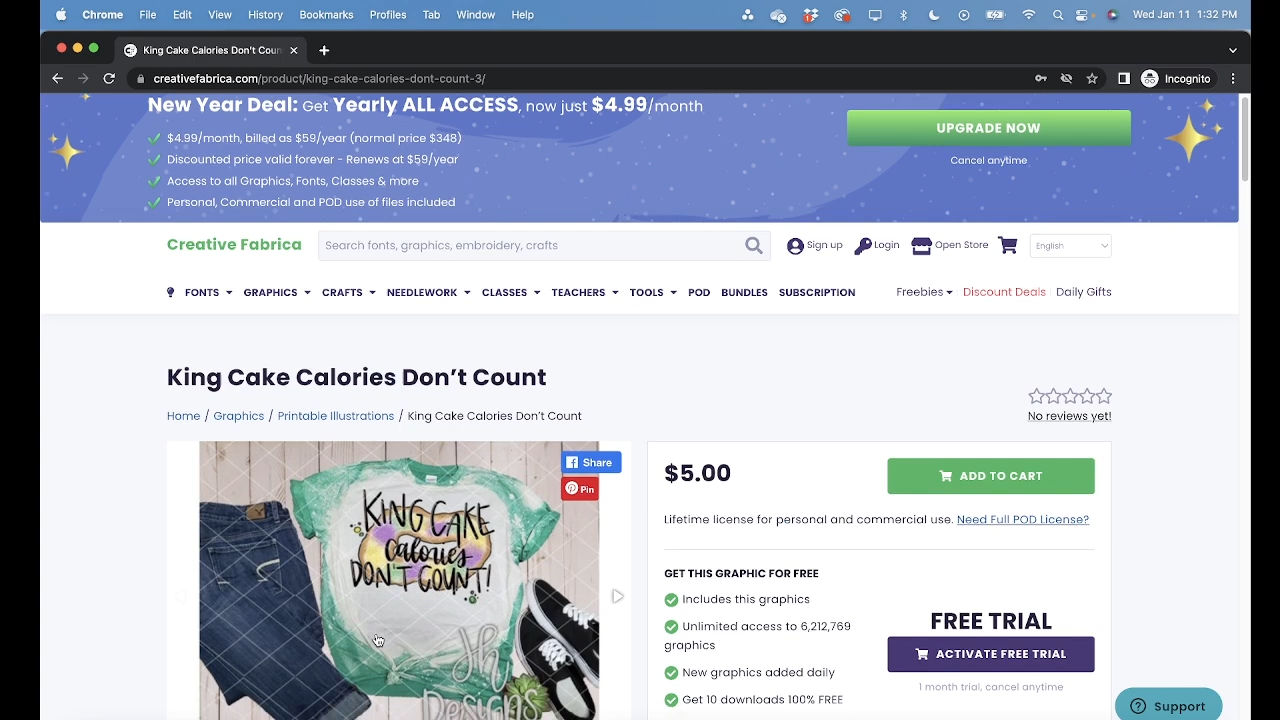 Chrome File Edit View History Bookmarks Profiles Tab Window Help Wed Jan 11 1:32 PM
King Cake Calories Don't Coun
creativefabrica.com/product/king-cake-calories-dont-count-3/ Incognito
New Year Deal: Get Yearly ALL ACCESS, now just $4.99/month
UPGRADE NOW
$4.99/month, billed as $59/year (normal price $348)
Discounted price valid forever - Renews at $59/year
Cancel anytime
Access to all Graphics, Fonts, Classes & more
Personal, Commercial and POD use of files included
Creative Fabrica Search fonts, graphics, embroidery, crafts Sign up Login Open Store English
FONTS GRAPHICS CRAFTS NEEDLEWORK CLASSES TEACHERS TOOLS POD BUNDLES SUBSCRIPTION Freebies Discount Deals Daily Gifts
King Cake Calories Don't Count
Home / Graphics / Printable Illustrations / King Cake Calories Don't Count
No reviews yet!
Share
Pin
KING CAKE
calories
DON'T COUNT!
dh
Designs
$5.00 ADD TO CART
Lifetime license for personal and commercial use. Need Full POD License?
GET THIS GRAPHIC FOR FREE
Includes this graphics
Unlimited access to 6,212,769
graphics
New graphics added daily
Get 10 downloads 100% FREE
FREE TRIAL
ACTIVATE FREE TRIAL
1 month trial, cancel anytime
Support